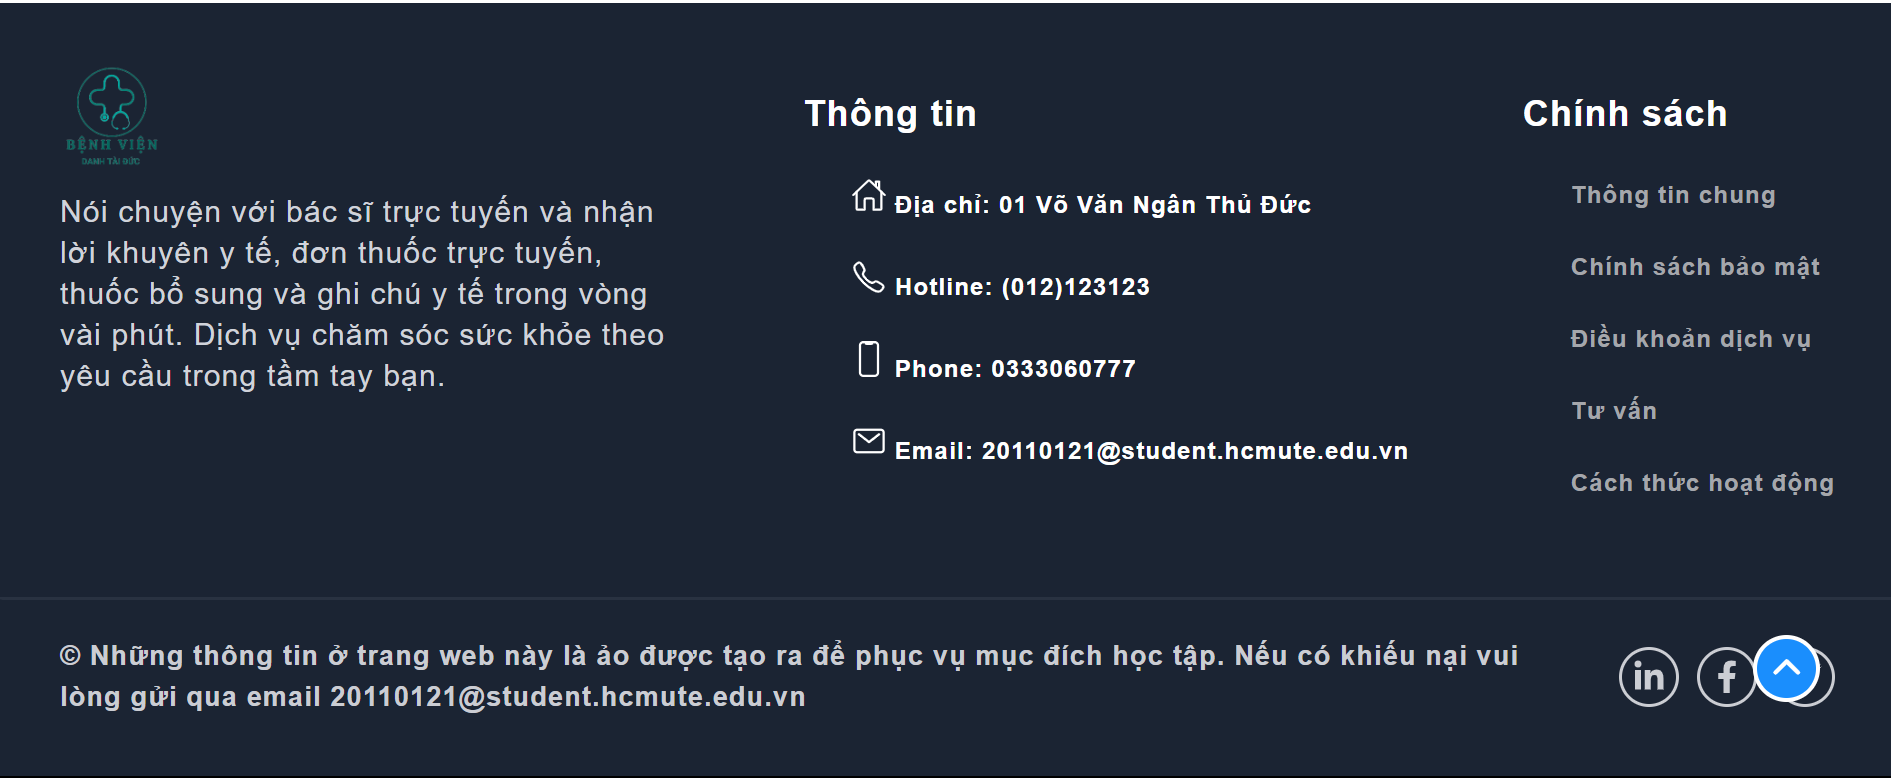 BỆNH VIỆN
DANH TÀI ĐỨC
Nói chuyện với bác sĩ trực tuyến và nhận
lời khuyên y tế, đơn thuốc trực tuyến,
thuốc bổ sung và ghi chú y tế trong vòng
vài phút. Dịch vụ chăm sóc sức khỏe theo
yêu cầu trong tầm tay bạn.
Thông tin
Địa chỉ: 01 Võ Văn Ngân Thủ Đức
Hotline: (012)123123
Phone: 0333060777
Email: 20110121@student.hcmute.edu.vn
Chính sách
Thông tin chung
Chính sách bảo mật
Điều khoản dịch vụ
Tư vấn
Cách thức hoạt động
© Những thông tin ở trang web này là ảo được tạo ra để phục vụ mục đích học tập. Nếu có khiếu nại vui
lòng gửi qua email 20110121@student.hcmute.edu.vn